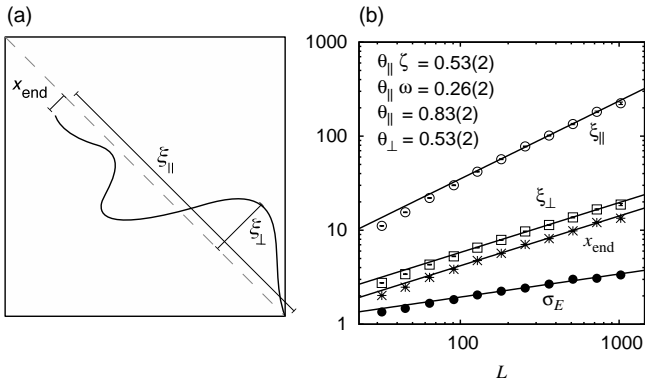 (a)
x_end
ξ_∥
ξ_⊥
(b)
1000
100
10
1
θ_∥ ζ = 0.53(2)
θ_∥ ω = 0.26(2)
θ_∥ = 0.83(2)
θ_⊥ = 0.53(2)
ξ_∥
ξ_⊥
x_end
σ_E
100
1000
L